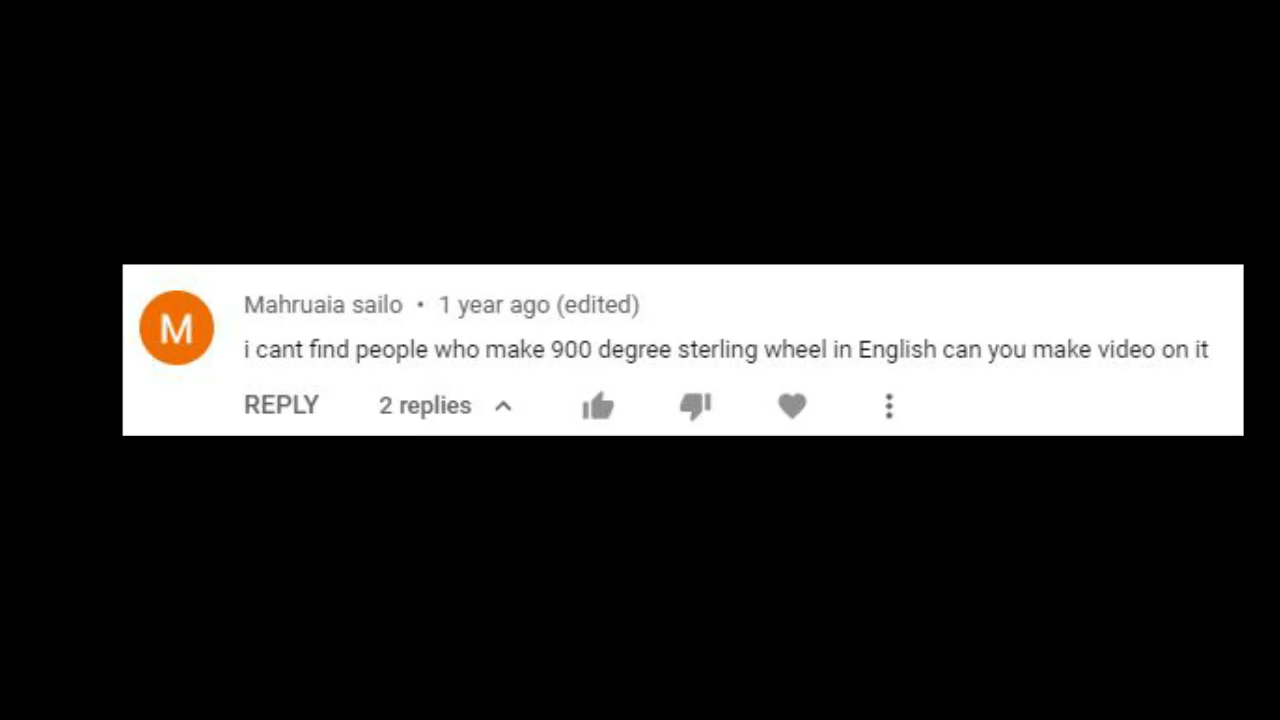 M
Mahruaia sailo • 1 year ago (edited)
i cant find people who make 900 degree sterling wheel in English can you make video on it
REPLY 2 replies